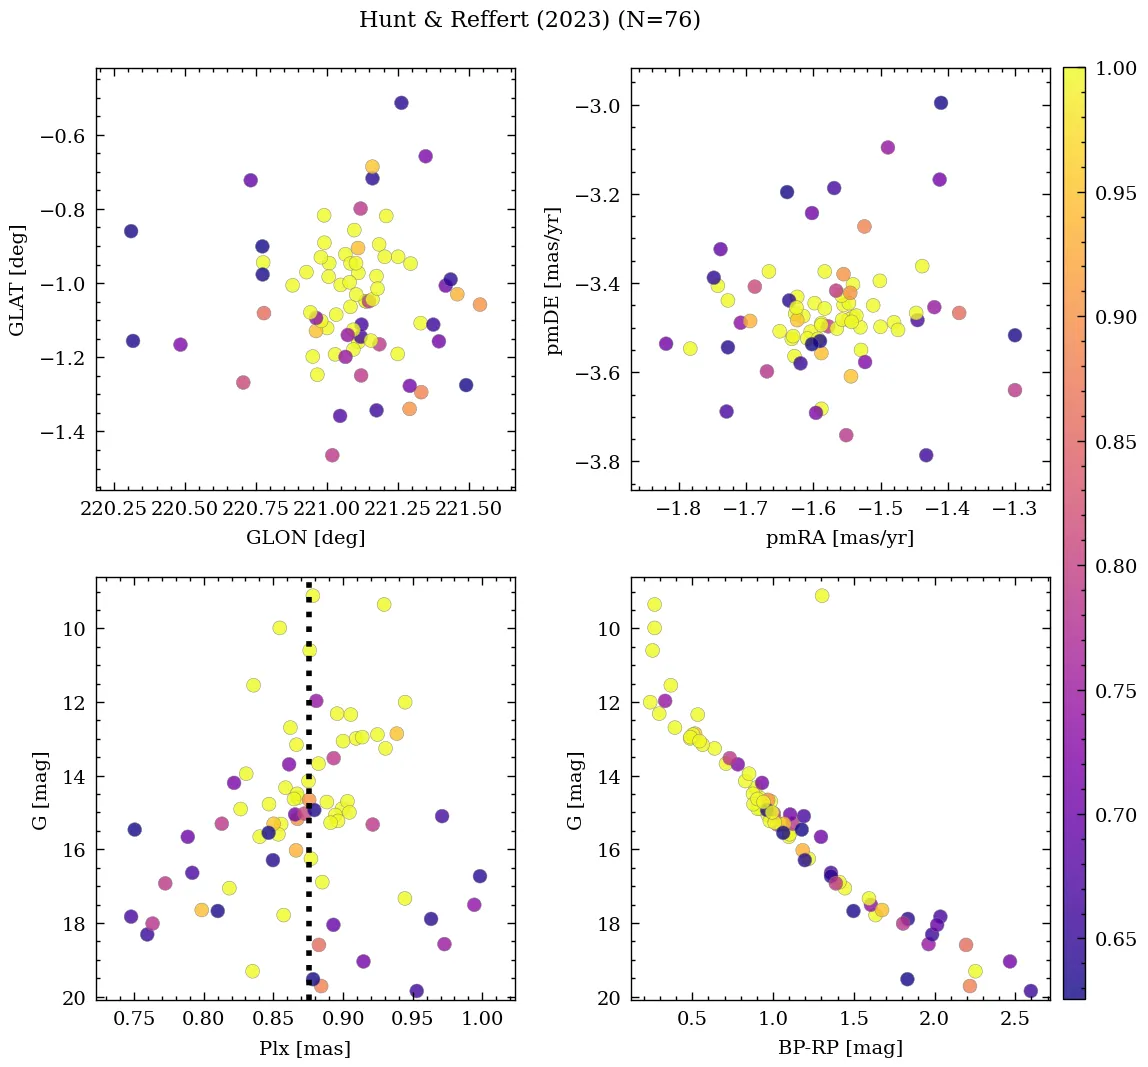 Hunt & Reffert (2023) (N=76)
−0.6
−0.8
−1.0
−1.2
−1.4
GLAT [deg]
220.25 220.50 220.75 221.00 221.25 221.50
GLON [deg]
−3.0
−3.2
−3.4
−3.6
−3.8
pmDE [mas/yr]
−1.8 −1.7 −1.6 −1.5 −1.4 −1.3
pmRA [mas/yr]
10
12
14
16
18
20
G [mag]
0.75 0.80 0.85 0.90 0.95 1.00
Plx [mas]
10
12
14
16
18
20
G [mag]
0.5 1.0 1.5 2.0 2.5
BP-RP [mag]
1.00
0.95
0.90
0.85
0.80
0.75
0.70
0.65